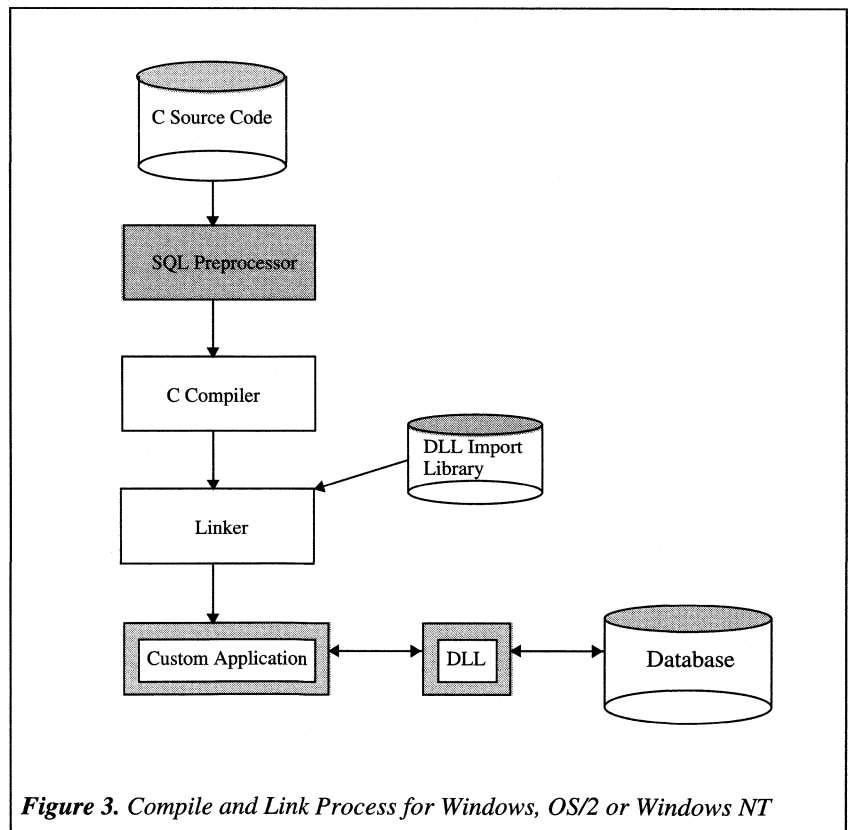 C Source Code
SQL Preprocessor
C Compiler
DLL Import
Library
Linker
Custom Application
DLL
Database
Figure 3. Compile and Link Process for Windows, OS/2 or Windows NT